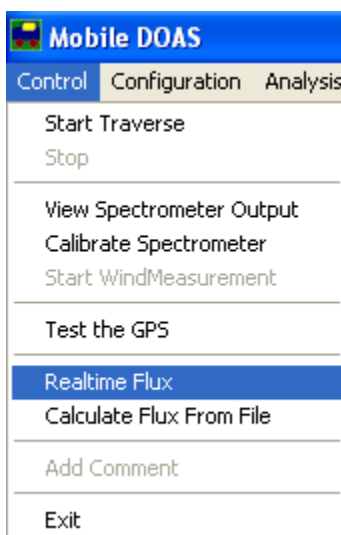 Mobile DOAS
Control Configuration Analysis
Start Traverse
Stop
View Spectrometer Output
Calibrate Spectrometer
Start WindMeasurement
Test the GPS
Realtime Flux
Calculate Flux From File
Add Comment
Exit